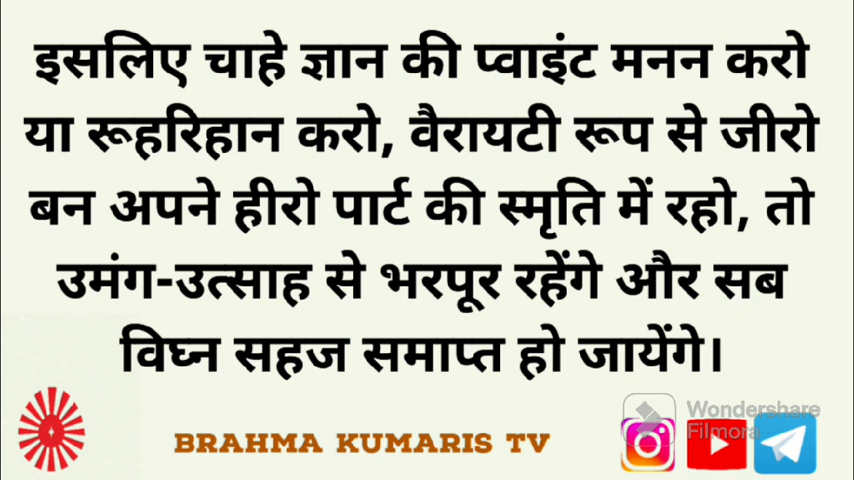 इसलिए चाहे ज्ञान की प्वाइंट मनन करो
या रूहरिहान करो, वैरायटी रूप से जीरो
बन अपने हीरो पार्ट की स्मृति में रहो, तो
उमंग-उत्साह से भरपूर रहेंगे और सब
विघ्न सहज समाप्त हो जायेंगे।
BRAHMA KUMARIS TV
Wondershare
Filmora